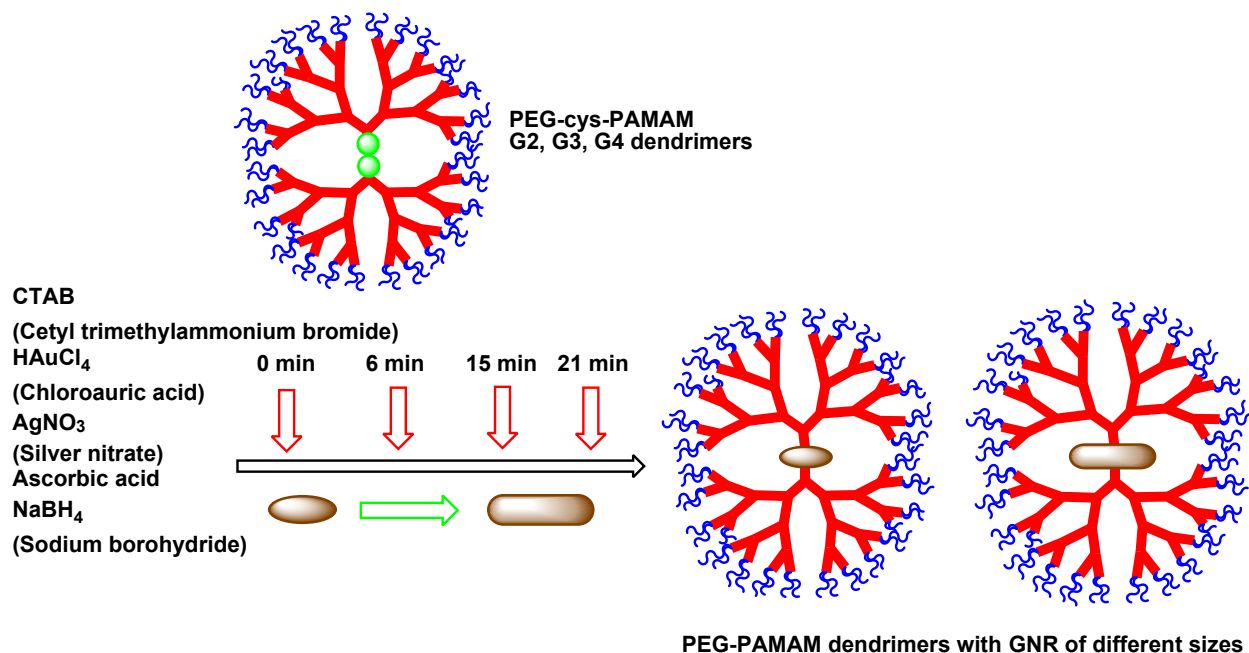 PEG-cys-PAMAM
G2, G3, G4 dendrimers
CTAB
(Cetyl trimethylammonium bromide)
HAuCl₄
(Chloroauric acid)
AgNO₃
(Silver nitrate)
Ascorbic acid
NaBH₄
(Sodium borohydride)
0 min 6 min 15 min 21 min
PEG-PAMAM dendrimers with GNR of different sizes